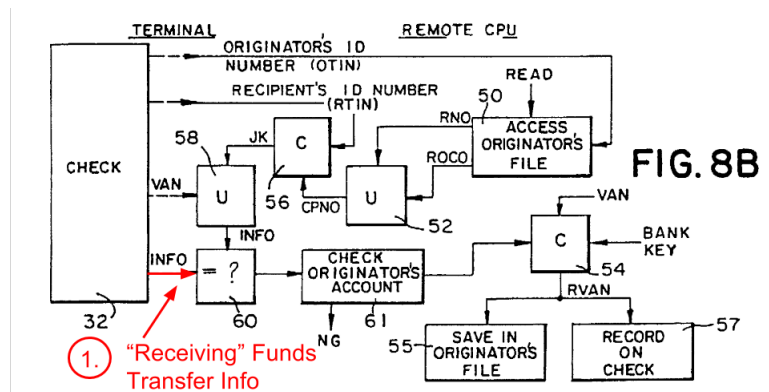 TERMINAL
REMOTE CPU
ORIGINATOR'S ID
NUMBER (OTIN)
READ
RECIPIENT'S ID NUMBER
(RTIN)
50
RNO
ACCESS
ORIGINATOR'S
FILE
58
JK
C
ROCO
FIG. 8B
CHECK
56
U
VAN
U
CPNO
52
VAN
INFO
C
BANK
KEY
INFO
= ?
CHECK
ORIGINATOR'S
ACCOUNT
54
32
60
61
RVAN
NG
1.
"Receiving" Funds
Transfer Info
55
SAVE IN
ORIGINATOR'S
FILE
RECORD
ON
CHECK
57